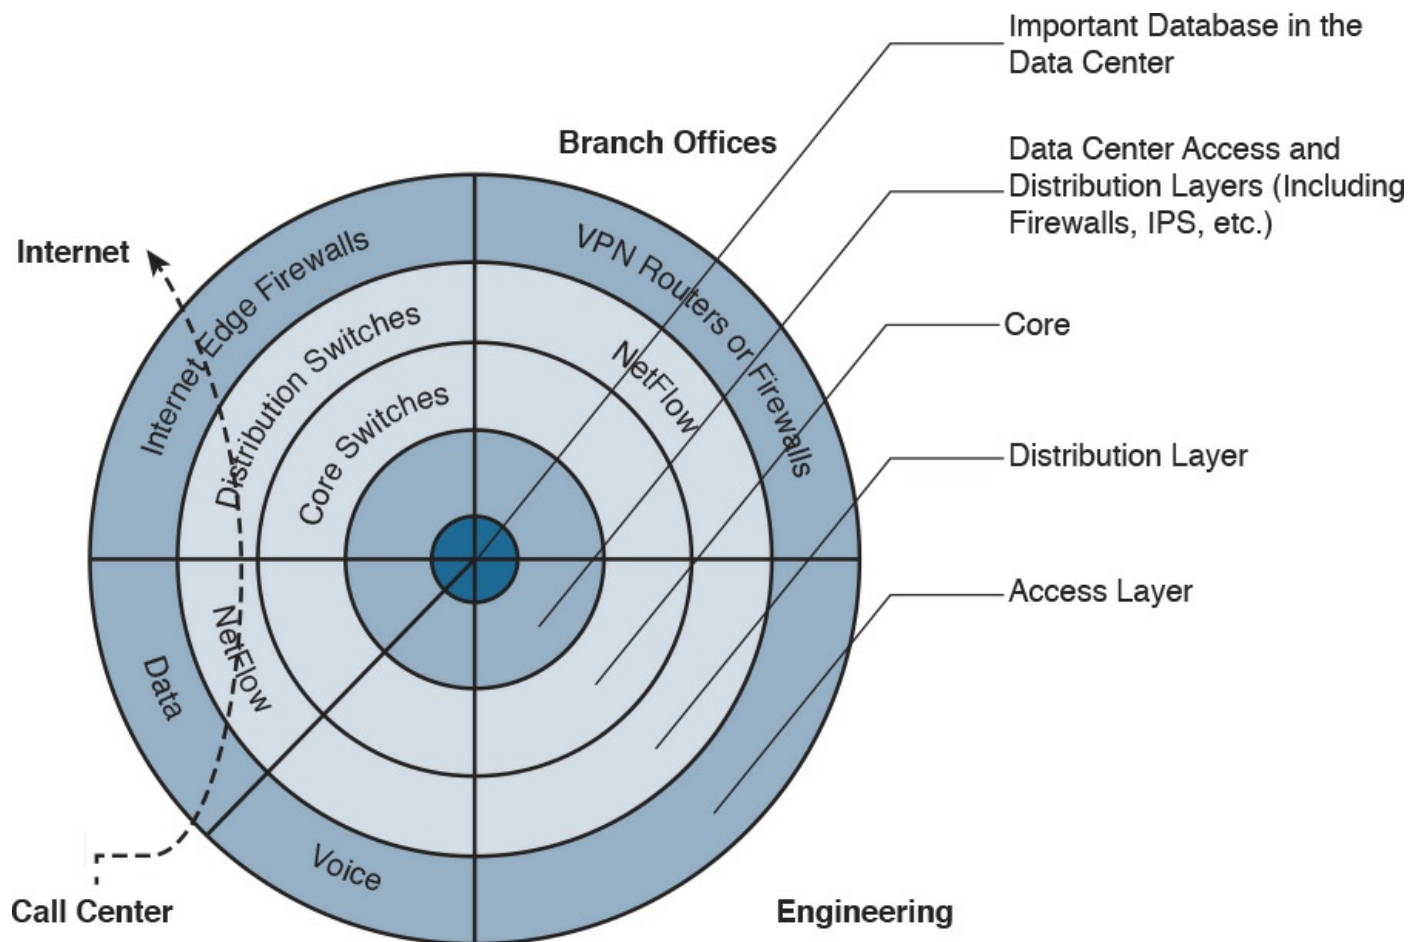 Important Database in the
Data Center
Branch Offices
Data Center Access and
Distribution Layers (Including
Firewalls, IPS, etc.)
Internet
Internet Edge Firewalls
VPN Routers or Firewalls
Distribution Switches
NetFlow
Core Switches
Core
Distribution Layer
Access Layer
NetFlow
Data
Voice
Call Center
Engineering